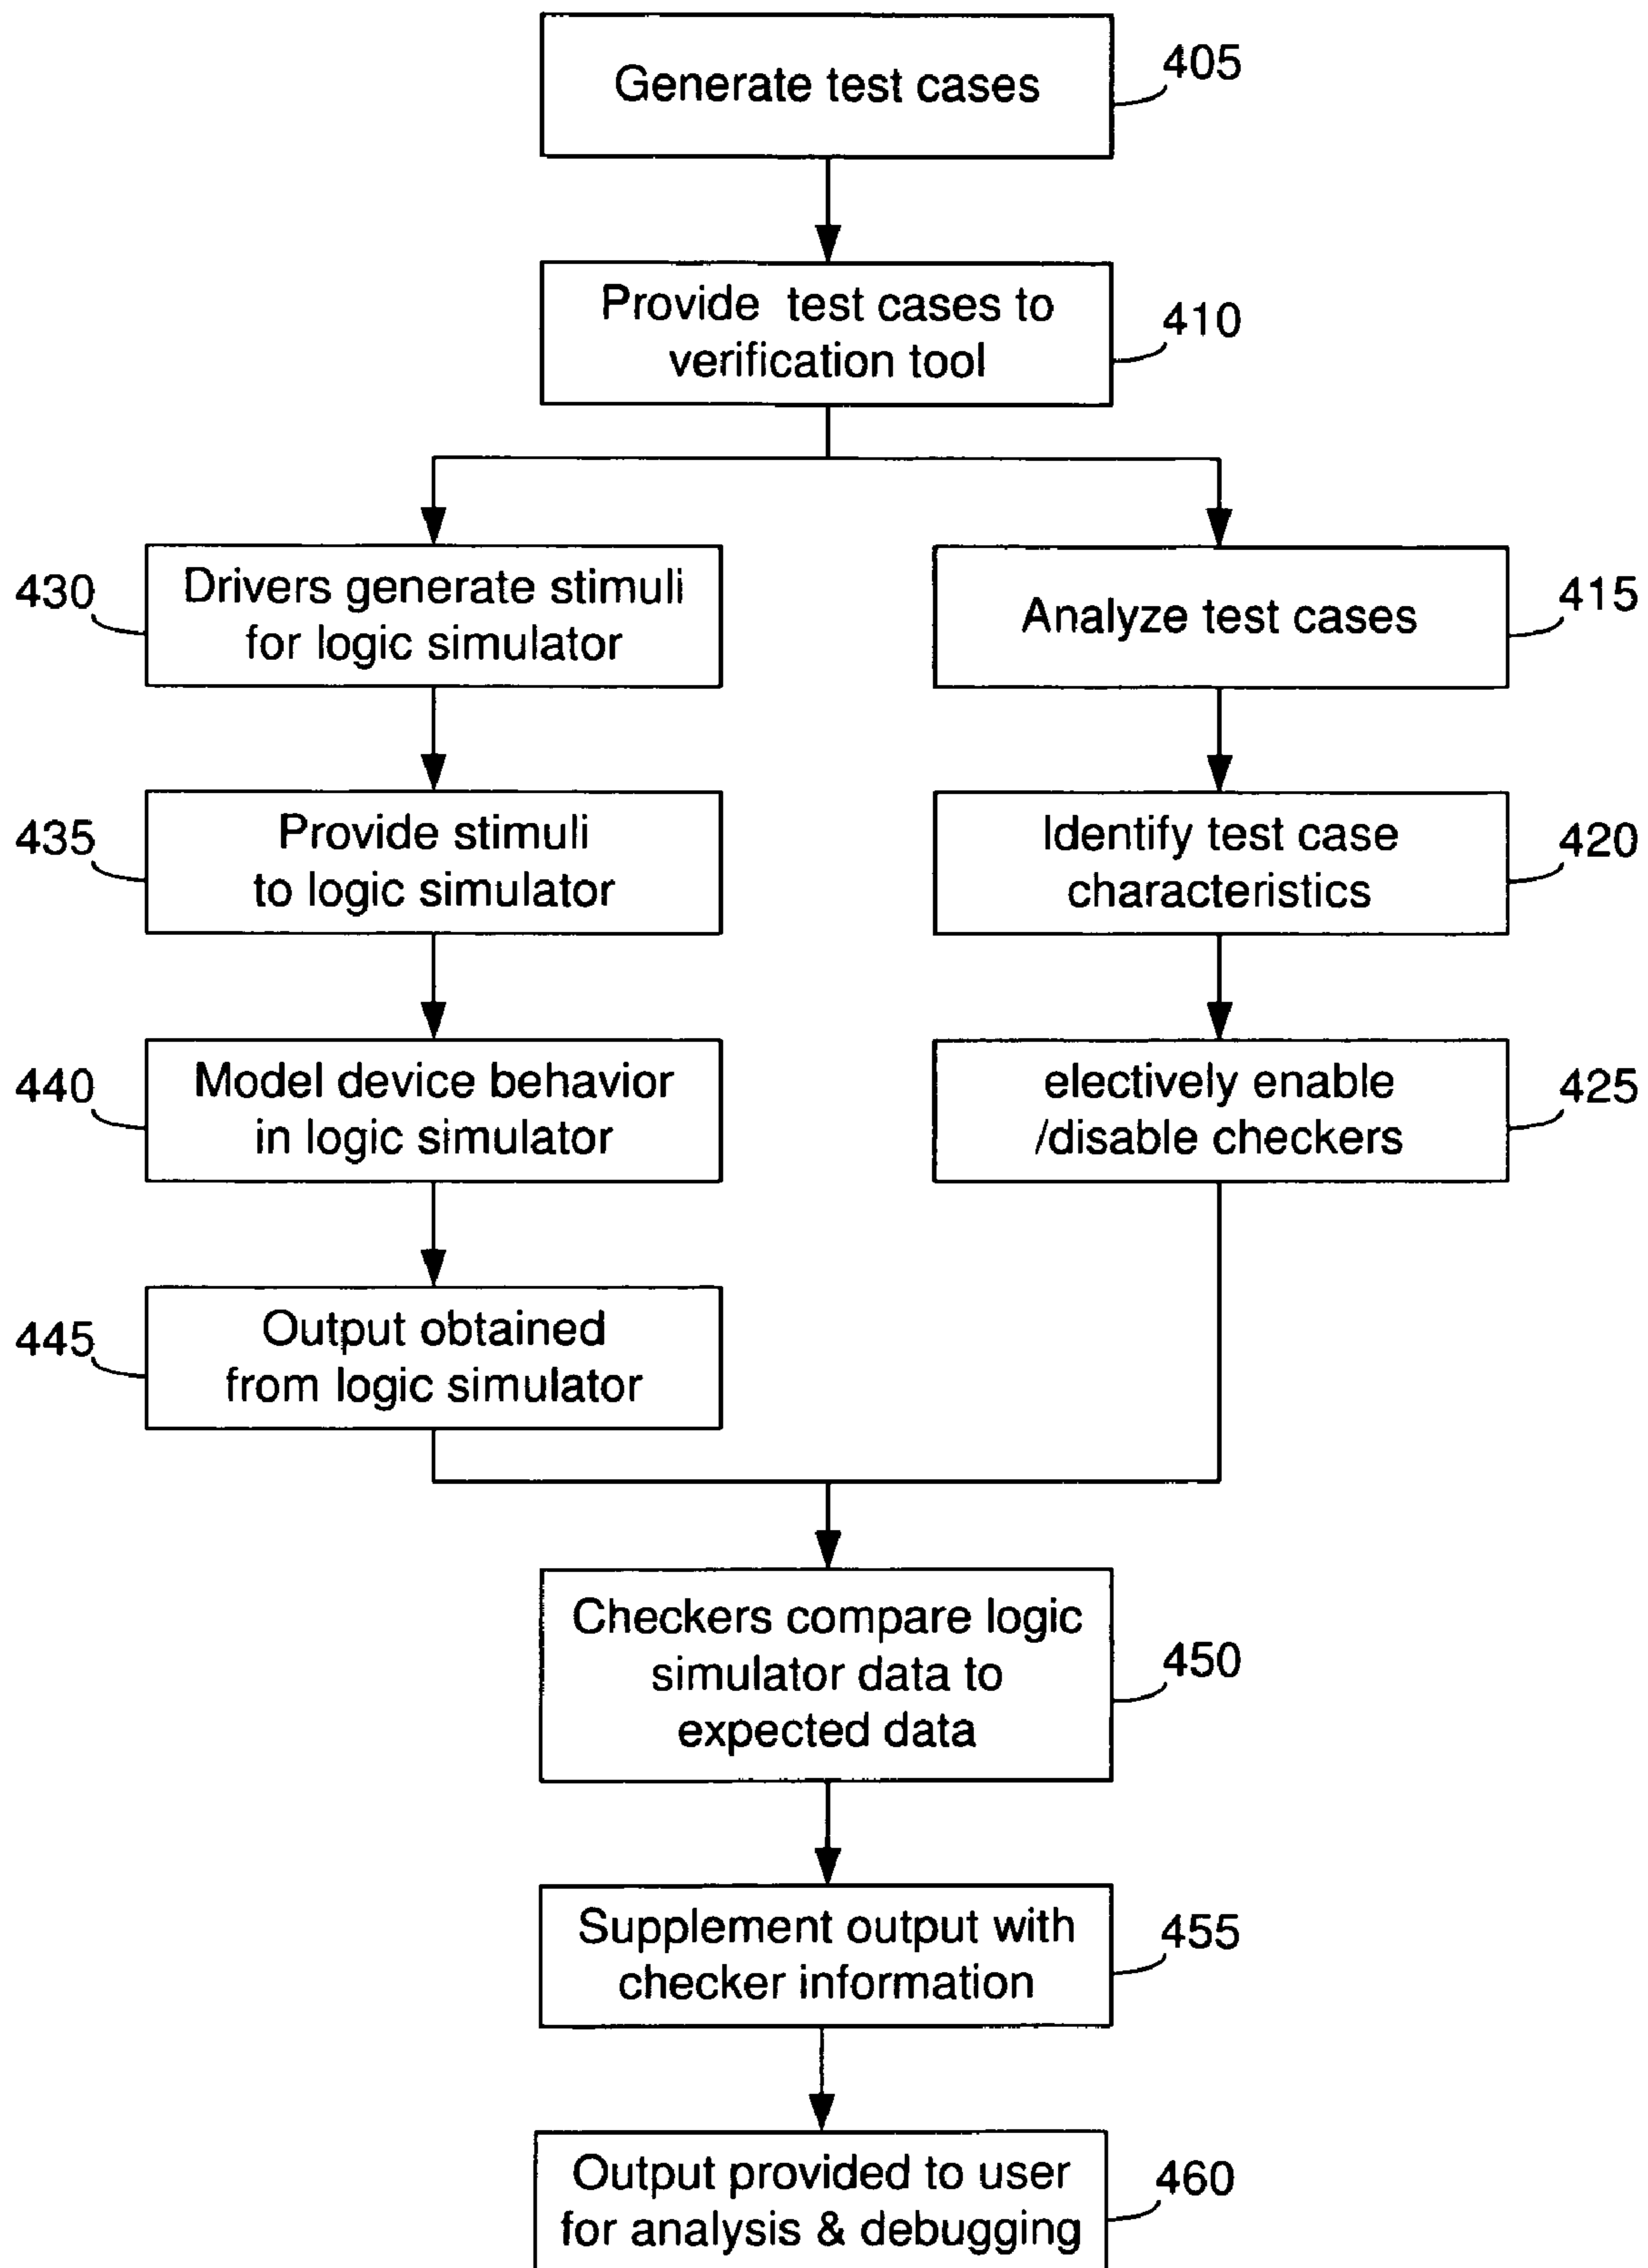 Generate test cases
405
Provide test cases to
verification tool
410
Drivers generate stimuli
for logic simulator
430
Analyze test cases
415
Provide stimuli
to logic simulator
435
Identify test case
characteristics
420
Model device behavior
in logic simulator
440
electively enable
/disable checkers
425
Output obtained
from logic simulator
445
Checkers compare logic
simulator data to
expected data
450
Supplement output with
checker information
455
Output provided to user
for analysis & debugging
460